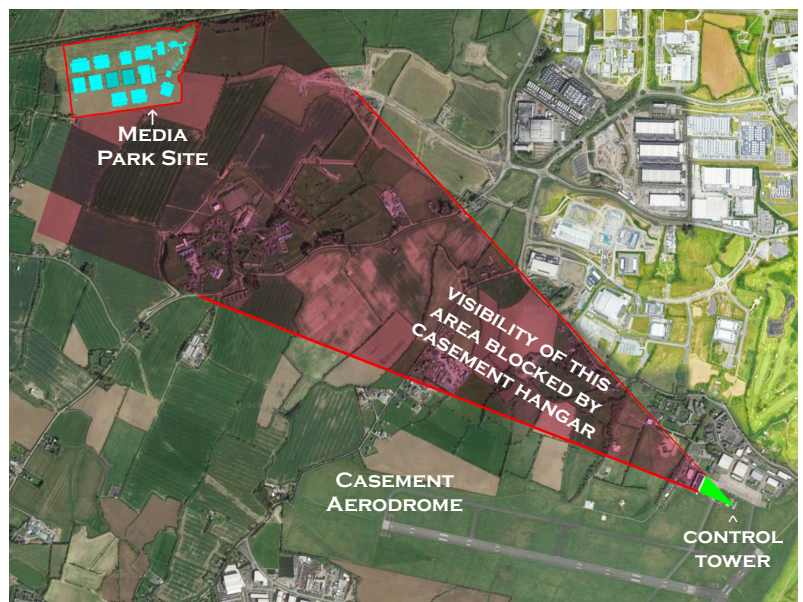 ↑
MEDIA
PARK SITE
VISIBILITY OF THIS
AREA BLOCKED BY
CASEMENT HANGAR
CASEMENT
AERODROME
^
CONTROL
TOWER